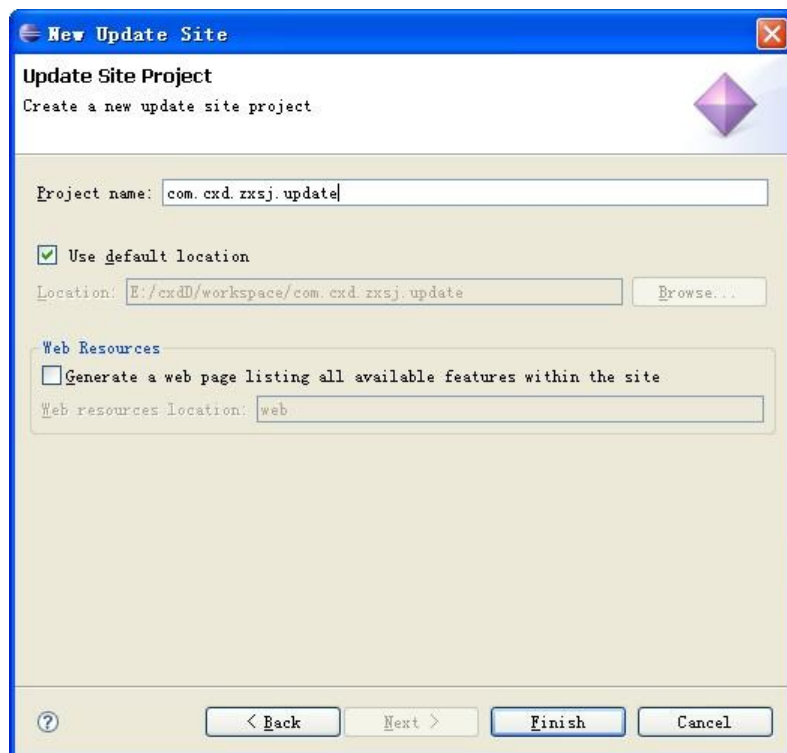 New Update Site
Update Site Project
Create a new update site project
Project name: com.cxd.zxsj.update
Use default location
Location: E:/cxdD/workspace/com.cxd.zxsj.update Browse...
Web Resources
Generate a web page listing all available features within the site
Web resources location: web
? < Back Next > Finish Cancel